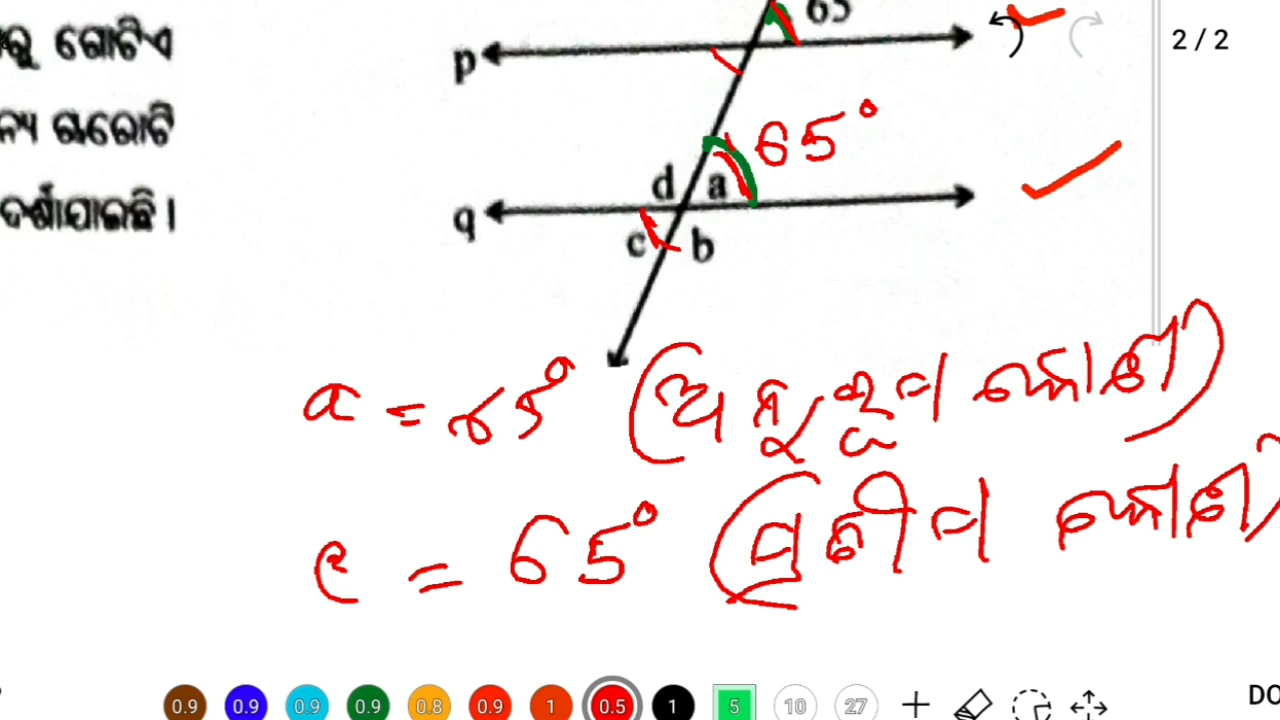 ଗୋଟିଏ
65
2/2
p
ଦର୍ଶାଯାଇଛି ।
65°
d a
q
c b
a = 65° (ଅନୁରୂପ କୋଣ)
c = 65° (ପ୍ରତୀପ କୋଣ)
0.9 0.9 0.9 0.9 0.8 0.9 1 0.5 1 5 10 27 DO